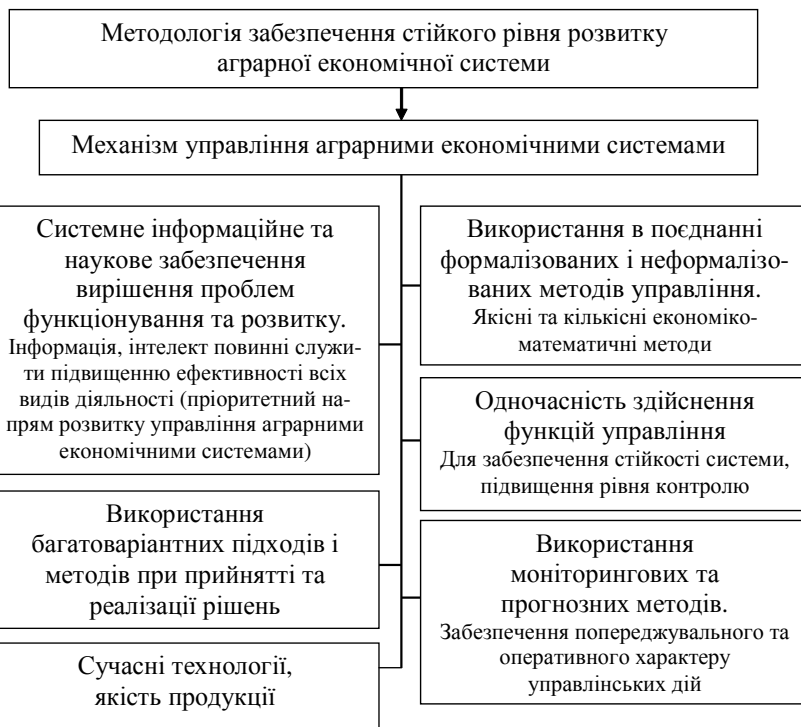 Методологія забезпечення стійкого рівня розвитку
аграрної економічної системи
Механізм управління аграрними економічними системами
Системне інформаційне та
наукове забезпечення
вирішення проблем
функціонування та розвитку.
Інформація, інтелект повинні служи-
ти підвищенню ефективності всіх
видів діяльності (пріоритетний на-
прям розвитку управління аграрними
економічними системами)
Використання
багатоваріантних підходів і
методів при прийнятті та
реалізації рішень
Сучасні технології,
якість продукції
Використання в поєднанні
формалізованих і неформалізо-
ваних методів управління.
Якісні та кількісні економіко-
математичні методи
Одночасність здійснення
функцій управління
Для забезпечення стійкості системи,
підвищення рівня контролю
Використання
моніторингових та
прогнозних методів.
Забезпечення попереджувального та
оперативного характеру
управлінських дій